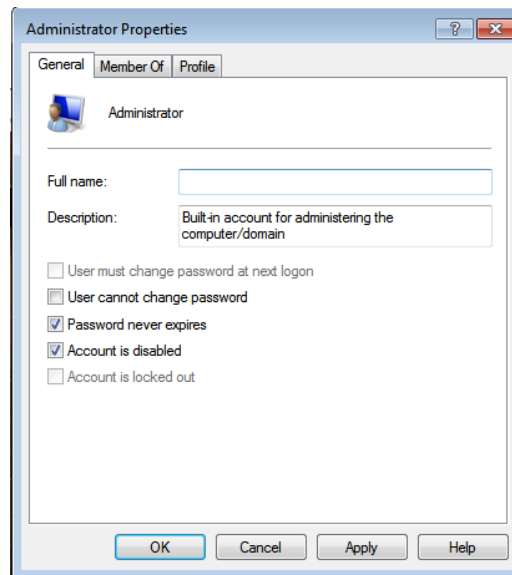 Administrator Properties
?
General Member Of Profile
Administrator
Full name:
Description: Built-in account for administering the
computer/domain
User must change password at next logon
User cannot change password
Password never expires
Account is disabled
Account is locked out
OK Cancel Apply Help